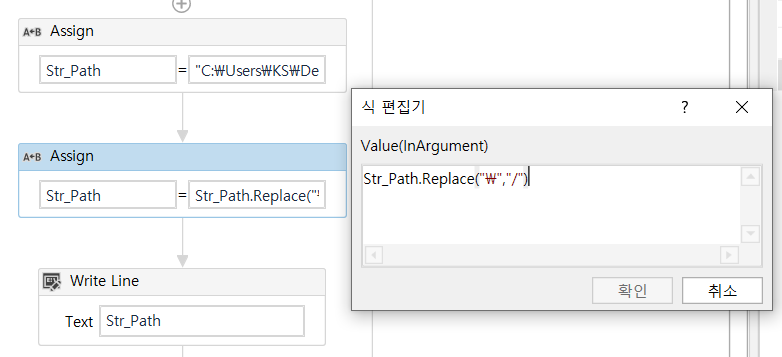 A+B Assign
Str_Path = "C:₩Users₩KS₩De
A+B Assign
Str_Path = Str_Path.Replace("₩
Write Line
Text Str_Path
식 편집기 ? ×
Value(InArgument)
Str_Path.Replace("₩","/")
확인 취소